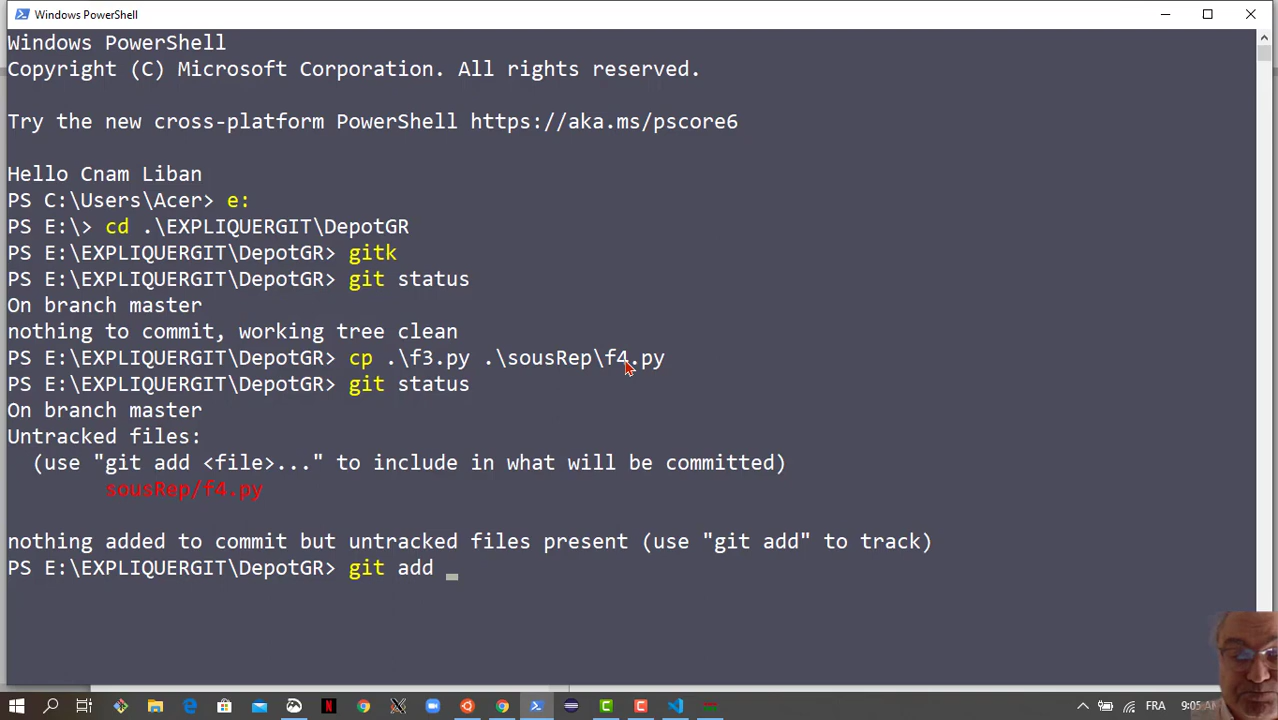 Windows PowerShell
Windows PowerShell
Copyright (C) Microsoft Corporation. All rights reserved.
Try the new cross-platform PowerShell https://aka.ms/pscore6
Hello Cnam Liban
PS C:\Users\Acer> e:
PS E:\> cd .\EXPLIQUERGIT\DepotGR
PS E:\EXPLIQUERGIT\DepotGR> gitk
PS E:\EXPLIQUERGIT\DepotGR> git status
On branch master
nothing to commit, working tree clean
PS E:\EXPLIQUERGIT\DepotGR> cp .\f3.py .\sousRep\f4.py
PS E:\EXPLIQUERGIT\DepotGR> git status
On branch master
Untracked files:
(use "git add <file>..." to include in what will be committed)
sousRep/f4.py
nothing added to commit but untracked files present (use "git add" to track)
PS E:\EXPLIQUERGIT\DepotGR> git add
FRA 9:05